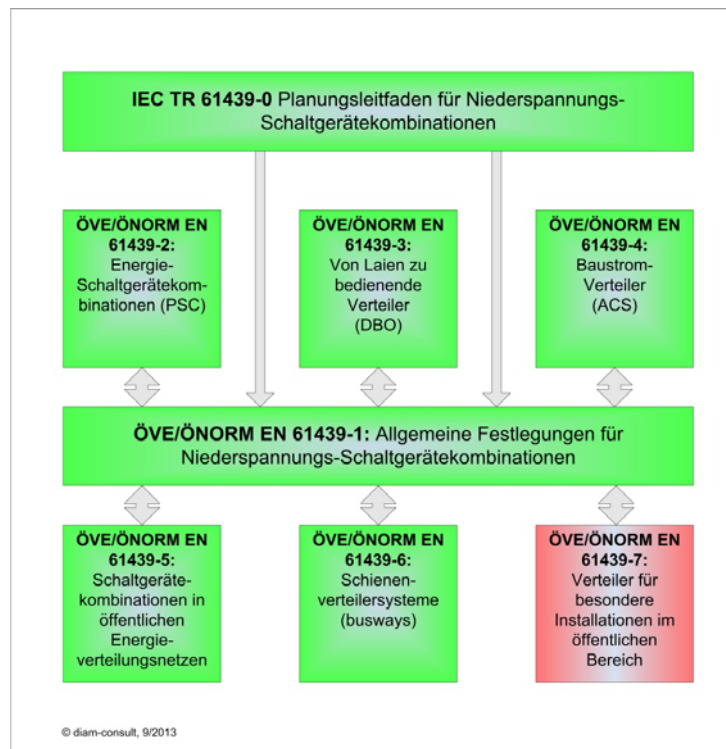 IEC TR 61439-0 Planungsleitfaden für Niederspannungs-
Schaltgerätekombinationen
ÖVE/ÖNORM EN
61439-2:
Energie-
Schaltgerätekom-
binationen (PSC)
ÖVE/ÖNORM EN
61439-3:
Von Laien zu
bedienende
Verteiler
(DBO)
ÖVE/ÖNORM EN
61439-4:
Baustrom-
Verteiler
(ACS)
ÖVE/ÖNORM EN 61439-1: Allgemeine Festlegungen für
Niederspannungs-Schaltgerätekombinationen
ÖVE/ÖNORM EN
61439-5:
Schaltgeräte-
kombinationen in
öffentlichen
Energie-
verteilungsnetzen
ÖVE/ÖNORM EN
61439-6:
Schienen-
verteilersysteme
(busways)
ÖVE/ÖNORM EN
61439-7:
Verteiler für
besondere
Installationen im
öffentlichen
Bereich
© diam-consult, 9/2013